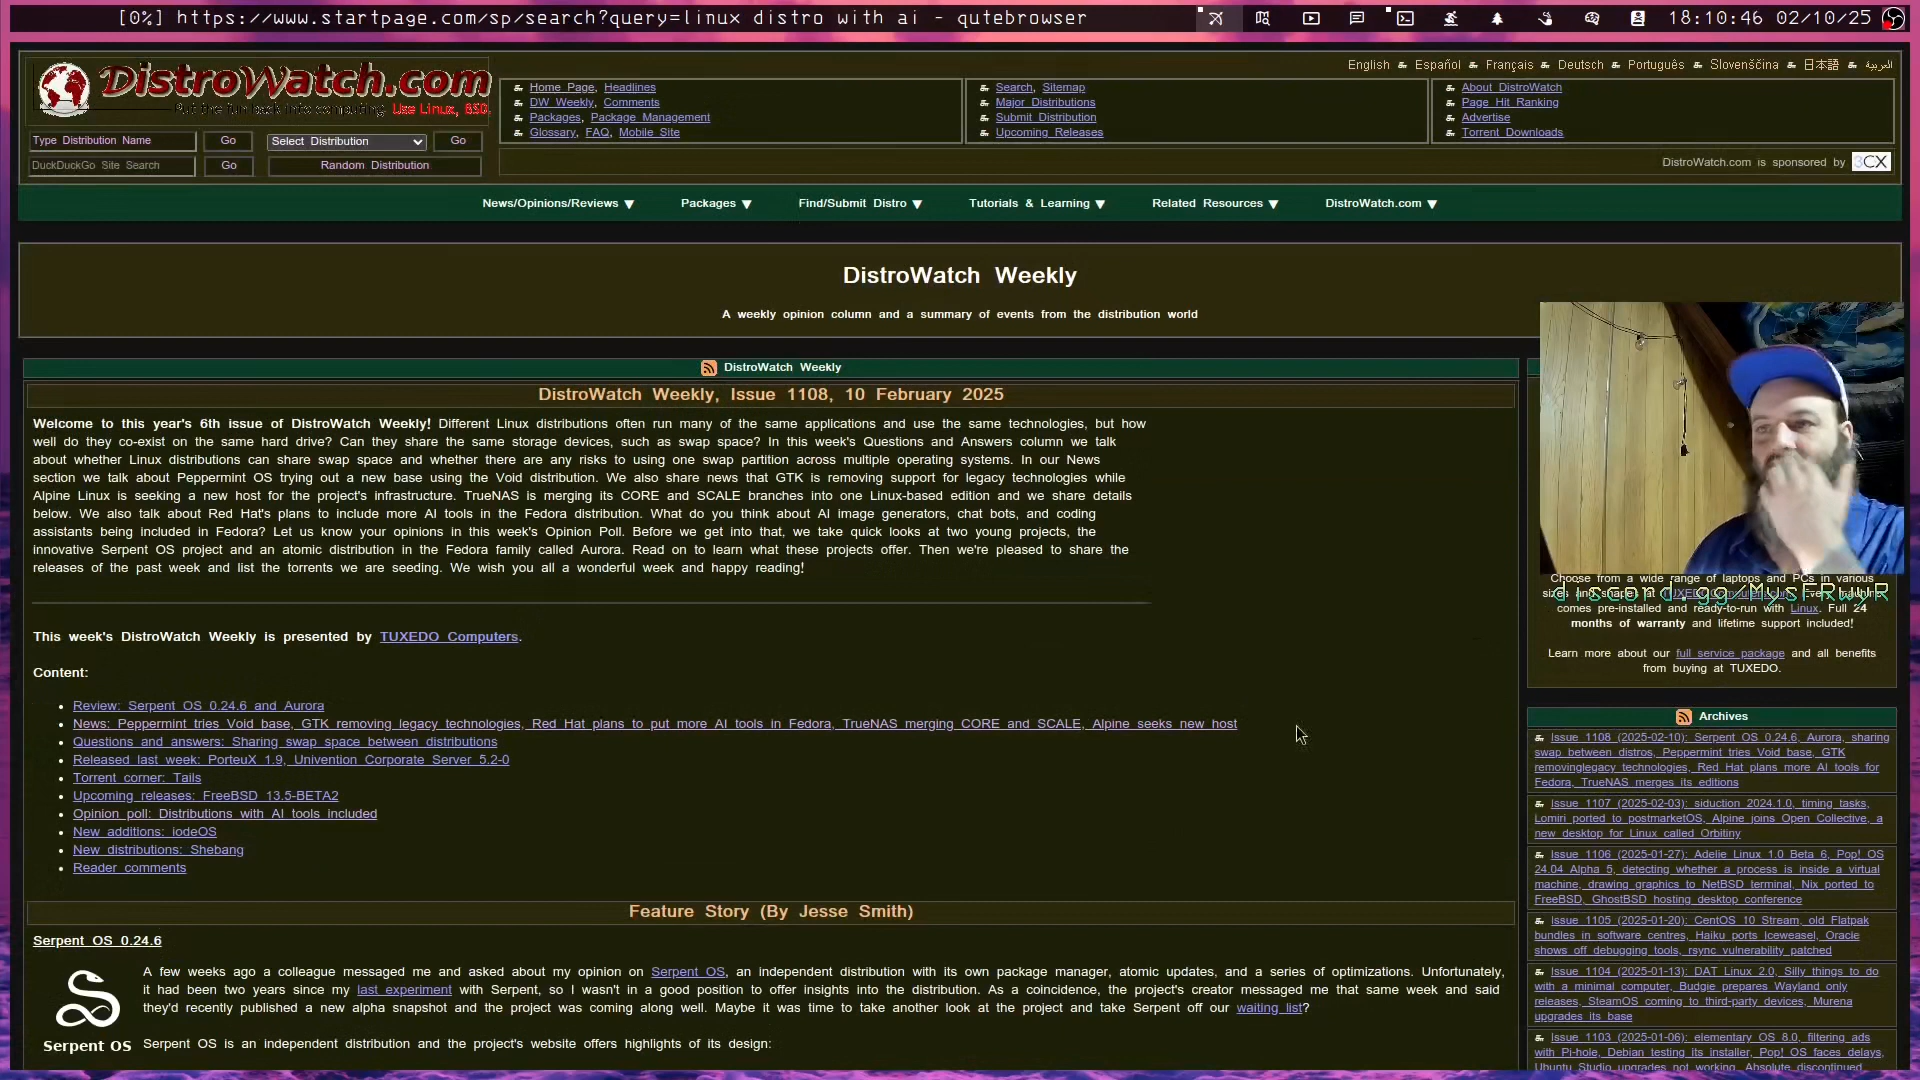 [0%] https://www.startpage.com/sp/search?query=linux distro with ai - qutebrowser
18:10:46 02/10/25
DistroWatch.com
Put the fun back into computing. Use Linux, BSD.
English Español Français Deutsch Português Slovenščina 日本語 العربية
Type Distribution Name Go Select Distribution Go
DuckDuckGo Site Search Go Random Distribution
Home Page, Headlines
DW Weekly, Comments
Packages, Package Management
Glossary, FAQ, Mobile Site
Search, Sitemap
Major Distributions
Submit Distribution
Upcoming Releases
About DistroWatch
Page Hit Ranking
Advertise
Torrent Downloads
DistroWatch.com is sponsored by 3CX
News/Opinions/Reviews ▼ Packages ▼ Find/Submit Distro ▼ Tutorials & Learning ▼ Related Resources ▼ DistroWatch.com ▼
DistroWatch Weekly
A weekly opinion column and a summary of events from the distribution world
DistroWatch Weekly
DistroWatch Weekly, Issue 1108, 10 February 2025
Welcome to this year's 6th issue of DistroWatch Weekly! Different Linux distributions often run many of the same applications and use the same technologies, but how
well do they co-exist on the same hard drive? Can they share the same storage devices, such as swap space? In this week's Questions and Answers column we talk
about whether Linux distributions can share swap space and whether there are any risks to using one swap partition across multiple operating systems. In our News
section we talk about Peppermint OS trying out a new base using the Void distribution. We also share news that GTK is removing support for legacy technologies while
Alpine Linux is seeking a new host for the project's infrastructure. TrueNAS is merging its CORE and SCALE branches into one Linux-based edition and we share details
below. We also talk about Red Hat's plans to include more AI tools in the Fedora distribution. What do you think about AI image generators, chat bots, and coding
assistants being included in Fedora? Let us know your opinions in this week's Opinion Poll. Before we get into that, we take quick looks at two young projects, the
innovative Serpent OS project and an atomic distribution in the Fedora family called Aurora. Read on to learn what these projects offer. Then we're pleased to share the
releases of the past week and list the torrents we are seeding. We wish you all a wonderful week and happy reading!
This week's DistroWatch Weekly is presented by TUXEDO Computers.
Content:
Review: Serpent OS 0.24.6 and Aurora
News: Peppermint tries Void base, GTK removing legacy technologies, Red Hat plans to put more AI tools in Fedora, TrueNAS merging CORE and SCALE, Alpine seeks new host
Questions and answers: Sharing swap space between distributions
Released last week: PorteuX 1.9, Univention Corporate Server 5.2-0
Torrent corner: Tails
Upcoming releases: FreeBSD 13.5-BETA2
Opinion poll: Distributions with AI tools included
New additions: iodeOS
New distributions: Shebang
Reader comments
Feature Story (By Jesse Smith)
Serpent OS 0.24.6
A few weeks ago a colleague messaged me and asked about my opinion on Serpent OS, an independent distribution with its own package manager, atomic updates, and a series of optimizations. Unfortunately,
it had been two years since my last experiment with Serpent, so I wasn't in a good position to offer insights into the distribution. As a coincidence, the project's creator messaged me that same week and said
they'd recently published a new alpha snapshot and the project was coming along well. Maybe it was time to take another look at the project and take Serpent off our waiting list?
Serpent OS
Serpent OS is an independent distribution and the project's website offers highlights of its design:
Choose from a wide range of laptops and PCs in various
discord.gg/MysFRwyR
comes pre-installed and ready-to-run with Linux. Full 24
months of warranty and lifetime support included!
Learn more about our full service package and all benefits
from buying at TUXEDO.
Archives
Issue 1108 (2025-02-10): Serpent OS 0.24.6, Aurora, sharing
swap between distros, Peppermint tries Void base, GTK
removinglegacy technologies, Red Hat plans more AI tools for
Fedora, TrueNAS merges its editions
Issue 1107 (2025-02-03): siduction 2024.1.0, timing tasks,
Lomiri ported to postmarketOS, Alpine joins Open Collective, a
new desktop for Linux called Orbitiny
Issue 1106 (2025-01-27): Adelie Linux 1.0 Beta 6, Pop! OS
24.04 Alpha 5, detecting whether a process is inside a virtual
machine, drawing graphics to NetBSD terminal, Nix ported to
FreeBSD, GhostBSD hosting desktop conference
Issue 1105 (2025-01-20): CentOS 10 Stream, old Flatpak
bundles in software centres, Haiku ports Iceweasel, Oracle
shows off debugging tools, rsync vulnerability patched
Issue 1104 (2025-01-13): DAT Linux 2.0, Silly things to do
with a minimal computer, Budgie prepares Wayland only
releases, SteamOS coming to third-party devices, Murena
upgrades its base
Issue 1103 (2025-01-06): elementary OS 8.0, filtering ads
with Pi-hole, Debian testing its installer, Pop! OS faces delays,
Ubuntu Studio upgrades not working, Absolute discontinued